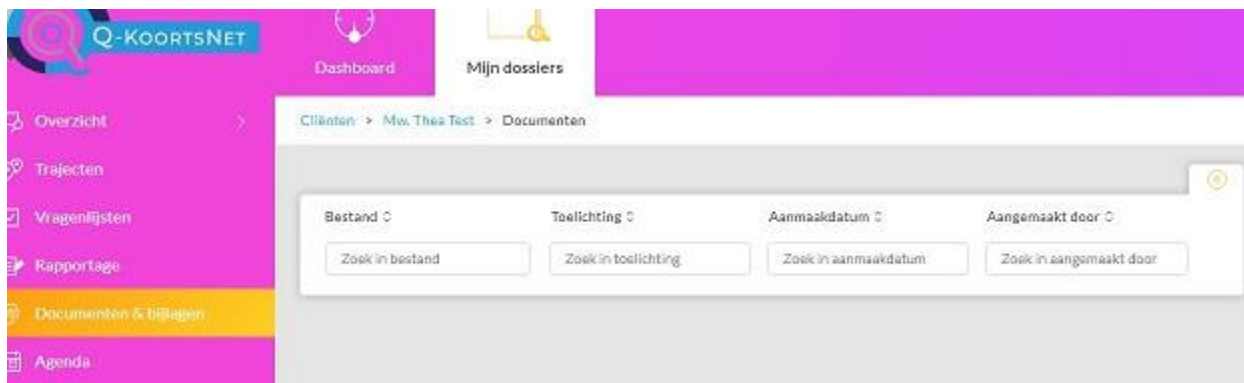 Q-KOORTSNET
Dashboard
Mijn dossiers
Overzicht
Cliënten > Mw. Thea Test > Documenten
Trajecten
Vragenlijsten
Bestand Toelichting Aanmaakdatum Aangemaakt door
Zoek in bestand Zoek in toelichting Zoek in aanmaakdatum Zoek in aangemaakt door
Rapportage
Documenten & bijlagen
Agenda